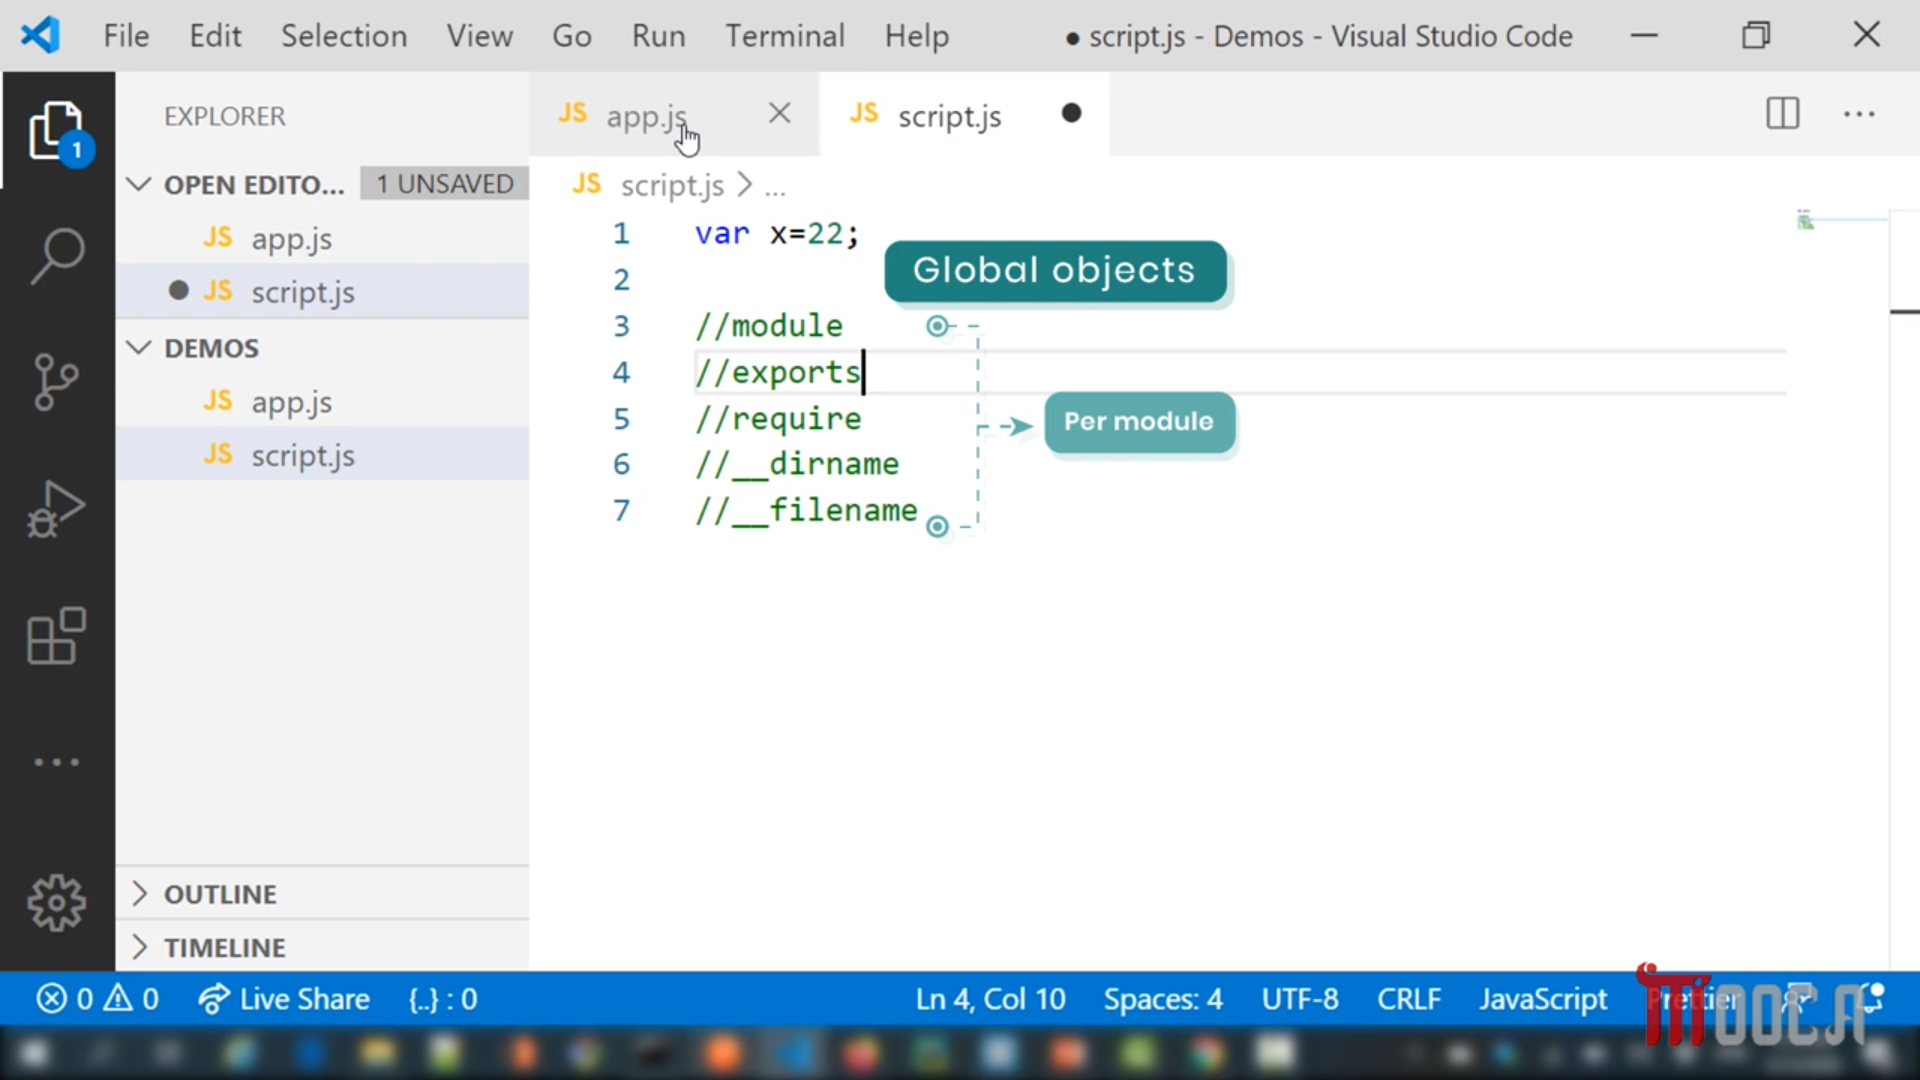 File Edit Selection View Go Run Terminal Help ● script.js - Demos - Visual Studio Code
EXPLORER
1
OPEN EDITO... 1 UNSAVED
JS app.js
JS script.js
DEMOS
JS app.js
JS script.js
OUTLINE
TIMELINE
JS app.js
JS script.js
JS script.js > ...
1 var x=22;
2
Global objects
3 //module
4 //exports
5 //require
6 //__dirname
7 //__filename
Per module
0 0 Live Share {..} : 0 Ln 4, Col 10 Spaces: 4 UTF-8 CRLF JavaScript Prettier
MOOCA